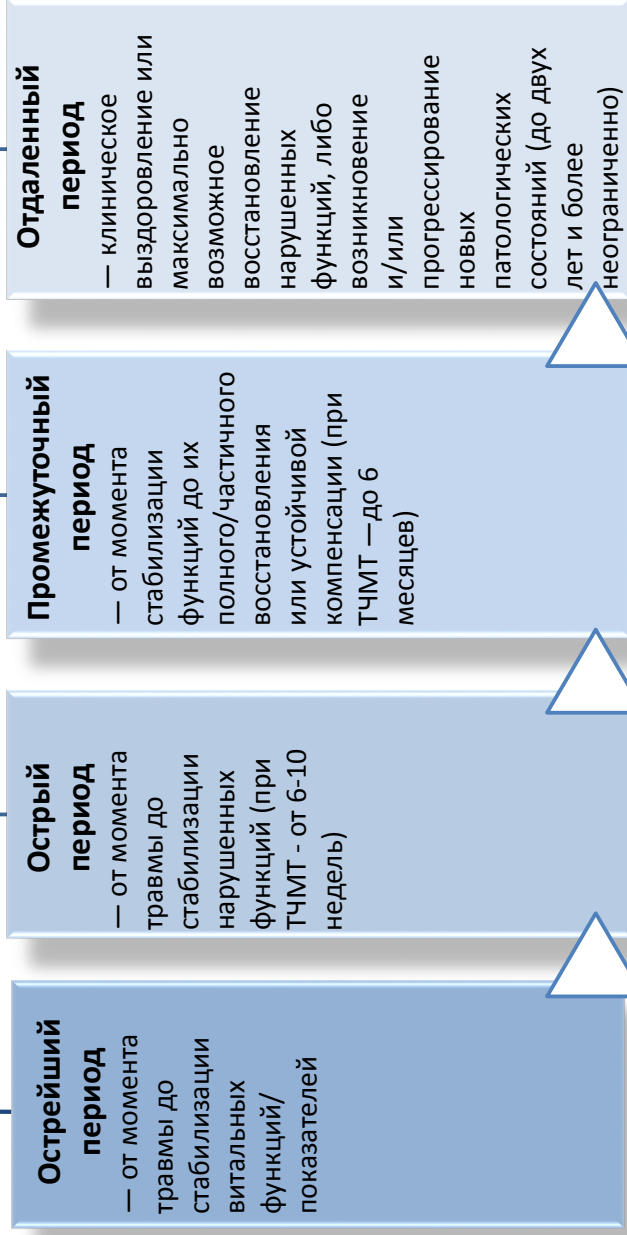 Острейший
период
— от момента
травмы до
стабилизации
витальных
функций/
показателей
Острый
период
— от момента
травмы до
стабилизации
нарушенных
функций (при
ТЧМТ - от 6-10
недель)
Промежуточный
период
— от момента
стабилизации
функций до их
полного/частичного
восстановления
или устойчивой
компенсации (при
ТЧМТ —до 6
месяцев)
Отдаленный
период
— клиническое
выздоровление или
максимально
возможное
восстановление
нарушенных
функций, либо
возникновение
и/или
прогрессирование
новых
патологических
состояний (до двух
лет и более
неограниченно)